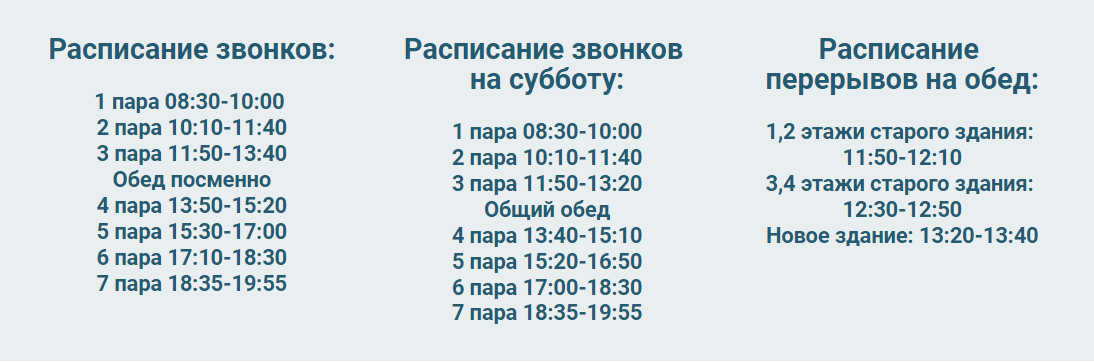 Расписание звонков:
1 пара 08:30-10:00
2 пара 10:10-11:40
3 пара 11:50-13:40
Обед посменно
4 пара 13:50-15:20
5 пара 15:30-17:00
6 пара 17:10-18:30
7 пара 18:35-19:55
Расписание звонков
на субботу:
1 пара 08:30-10:00
2 пара 10:10-11:40
3 пара 11:50-13:20
Общий обед
4 пара 13:40-15:10
5 пара 15:20-16:50
6 пара 17:00-18:30
7 пара 18:35-19:55
Расписание
перерывов на обед:
1,2 этажи старого здания:
11:50-12:10
3,4 этажи старого здания:
12:30-12:50
Новое здание: 13:20-13:40